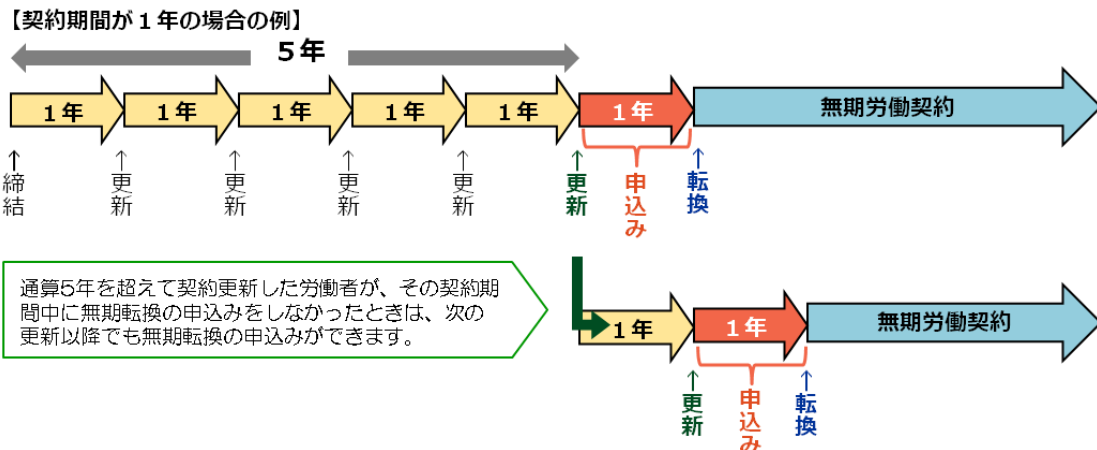 【契約期間が１年の場合の例】
５年
１年 １年 １年 １年 １年 １年 無期労働契約
↑締結 ↑更新 ↑更新 ↑更新 ↑更新 ↑更新 申込み ↑転換
通算5年を超えて契約更新した労働者が、その契約期
間中に無期転換の申込みをしなかったときは、次の
更新以降でも無期転換の申込みができます。
１年 １年 無期労働契約
↑更新 申込み ↑転換